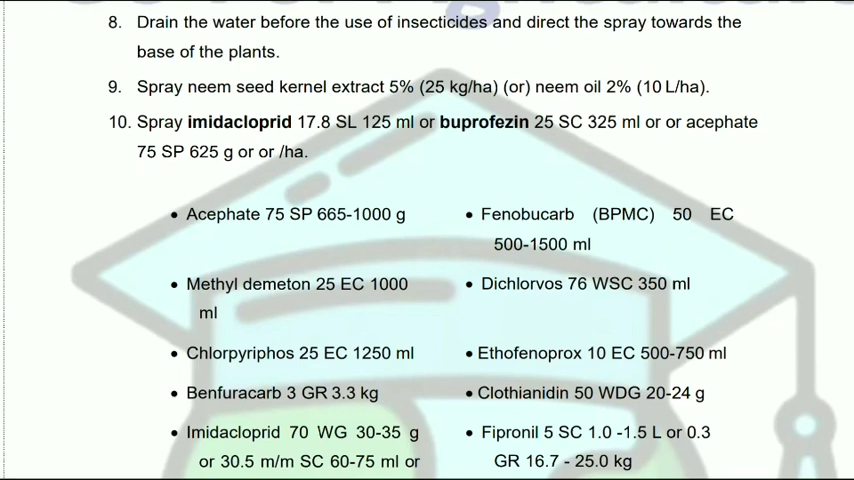 8. Drain the water before the use of insecticides and direct the spray towards the
base of the plants.
9. Spray neem seed kernel extract 5% (25 kg/ha) (or) neem oil 2% (10 L/ha).
10. Spray imidacloprid 17.8 SL 125 ml or buprofezin 25 SC 325 ml or or acephate
75 SP 625 g or or /ha.
• Acephate 75 SP 665-1000 g
• Fenobucarb (BPMC) 50 EC
500-1500 ml
• Methyl demeton 25 EC 1000
ml
• Dichlorvos 76 WSC 350 ml
• Chlorpyriphos 25 EC 1250 ml
• Ethofenoprox 10 EC 500-750 ml
• Benfuracarb 3 GR 3.3 kg
• Clothianidin 50 WDG 20-24 g
• Imidacloprid 70 WG 30-35 g
or 30.5 m/m SC 60-75 ml or
• Fipronil 5 SC 1.0 -1.5 L or 0.3
GR 16.7 - 25.0 kg